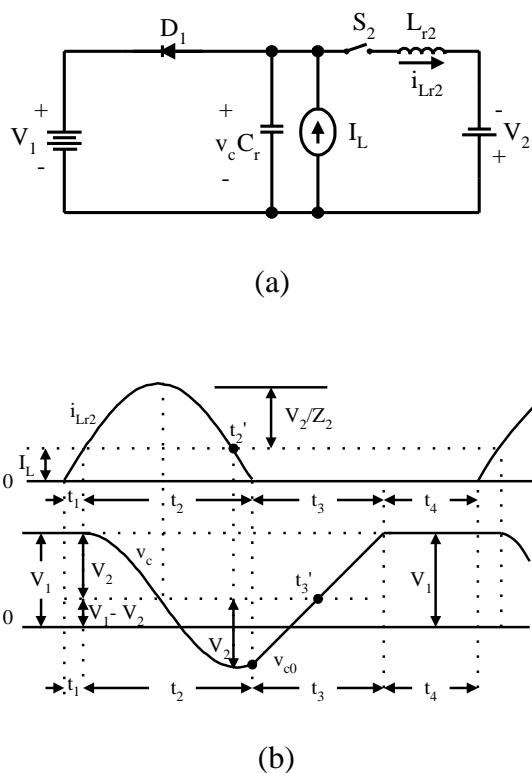 D1
S2
Lr2
iLr2
+
V1
-
+
vc Cr
-
IL
-
V2
+
(a)
iLr2
t2'
V2/Z2
IL
0
t1 t2 t3 t4
vc
V1
V2
V1- V2
V2
t3'
V1
0
vc0
t1 t2 t3 t4
(b)